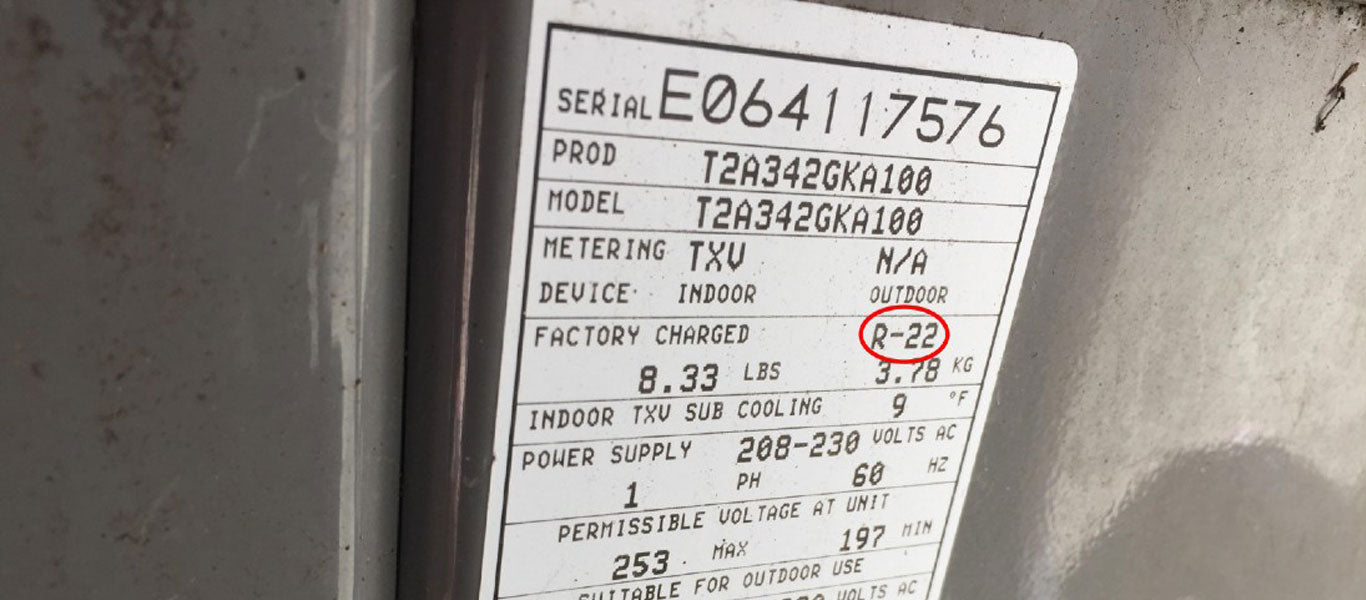 SERIAL E064117576
PROD T2A342GKA100
MODEL T2A342GKA100
METERING TXV N/A
DEVICE INDOOR OUTDOOR
FACTORY CHARGED R-22
8.33 LBS 3.78 KG
INDOOR TXV SUB COOLING 9 °F
POWER SUPPLY 208-230 VOLTS AC
1 PH 60 HZ
PERMISSIBLE VOLTAGE AT UNIT
253 MAX 197 MIN
SUITABLE FOR OUTDOOR USE
VOLTS AC